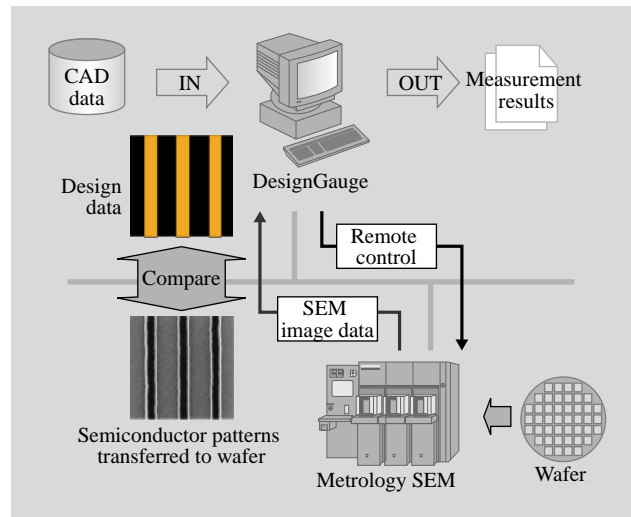 CAD
data
IN
OUT
Measurement
results
Design
data
DesignGauge
Remote
control
Compare
SEM
image data
Semiconductor patterns
transferred to wafer
Metrology SEM
Wafer